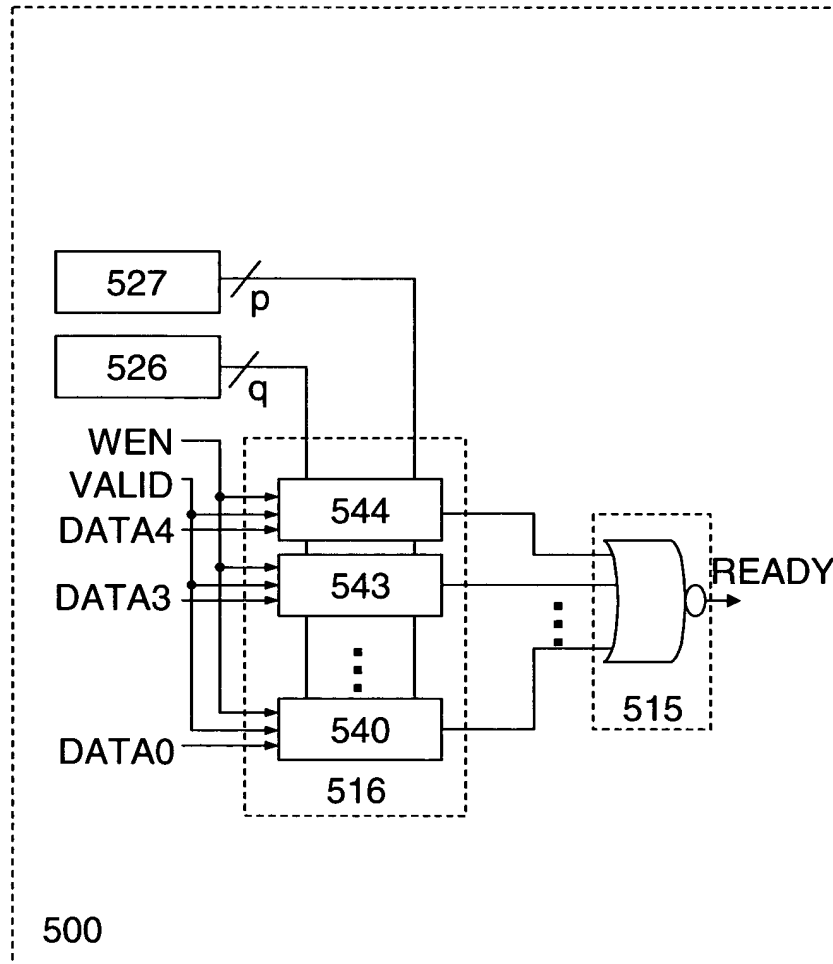 527
p
526
q
WEN
VALID
544
DATA4
READY
543
DATA3
515
540
DATA0
516
500